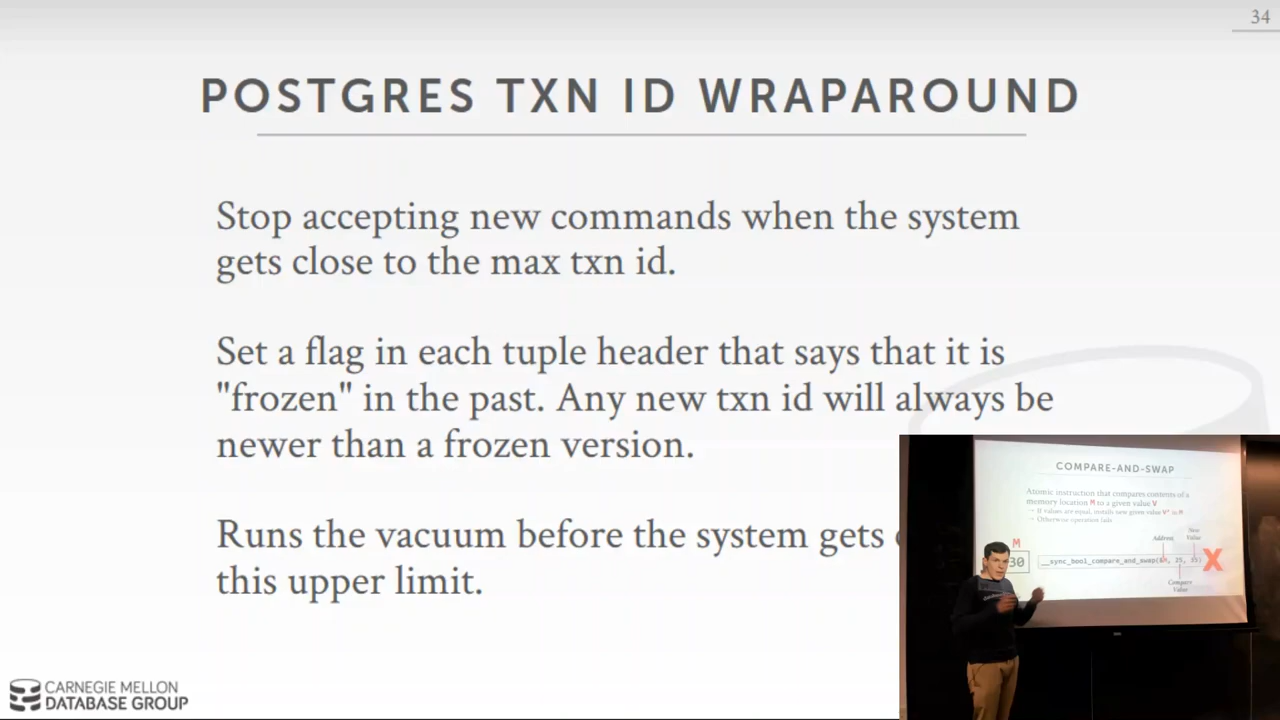 34
POSTGRES TXN ID WRAPAROUND
Stop accepting new commands when the system
gets close to the max txn id.
Set a flag in each tuple header that says that it is
"frozen" in the past. Any new txn id will always be
newer than a frozen version.
Runs the vacuum before the system gets
this upper limit.
CARNEGIE MELLON
DATABASE GROUP
COMPARE-AND-SWAP
Atomic instruction that compares contents of a
memory location M to a given value V
→ If values are equal, installs new given value V' in M
→ Otherwise operation fails
M
30
Address
New
Value
__sync_bool_compare_and_swap(&M, 25, 35)
X
Compare
Value